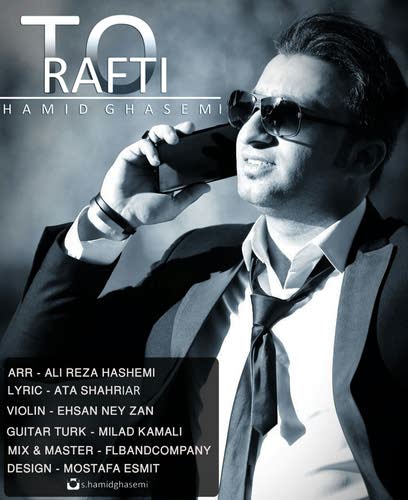 TO
RAFTI
HAMID GHASEMI
ARR - ALI REZA HASHEMI
LYRIC - ATA SHAHRIAR
VIOLIN - EHSAN NEY ZAN
GUITAR TURK - MILAD KAMALI
MIX & MASTER - FLBANDCOMPANY
DESIGN - MOSTAFA ESMIT
s.hamidghasemi